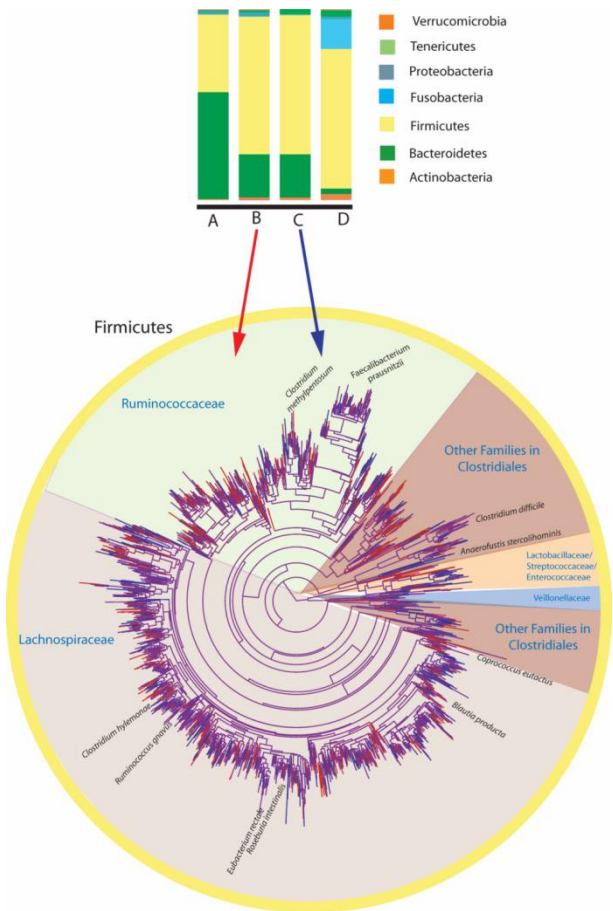 Verrucomicrobia
Tenericutes
Proteobacteria
Fusobacteria
Firmicutes
Bacteroidetes
Actinobacteria
A B C D
Firmicutes
Ruminococcaceae
Clostridium
methylpentosum
Faecalibacterium
prausnitzii
Other Families in
Clostridiales
Clostridium difficile
Anaerofustis stercolihominis
Lactobacillaceae/
Streptococcaceae/
Enterococcaceae
Veillonellaceae
Other Families in
Clostridiales
Lachnospiraceae
Coprococcus eutactus
Blautia producta
Clostridium hylemonae
Ruminococcus gnavus
Eubacterium rectale
Roseburia intestinalis